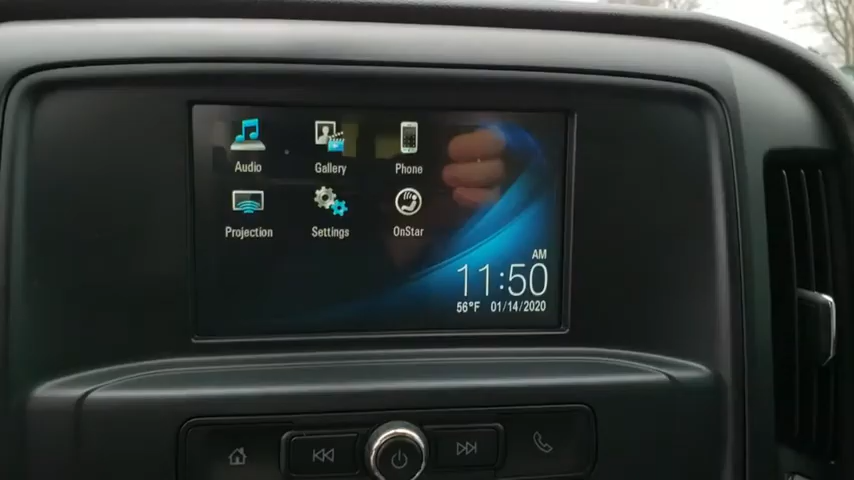 Audio Gallery Phone
Projection Settings OnStar
AM
11:50
56°F 01/14/2020